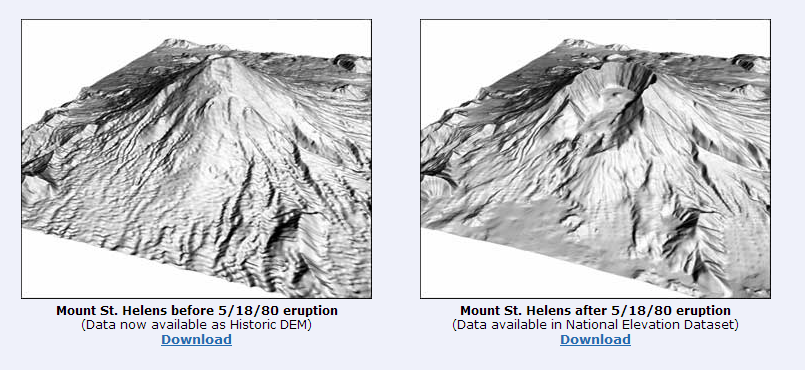 Mount St. Helens before 5/18/80 eruption
(Data now available as Historic DEM)
Download
Mount St. Helens after 5/18/80 eruption
(Data available in National Elevation Dataset)
Download